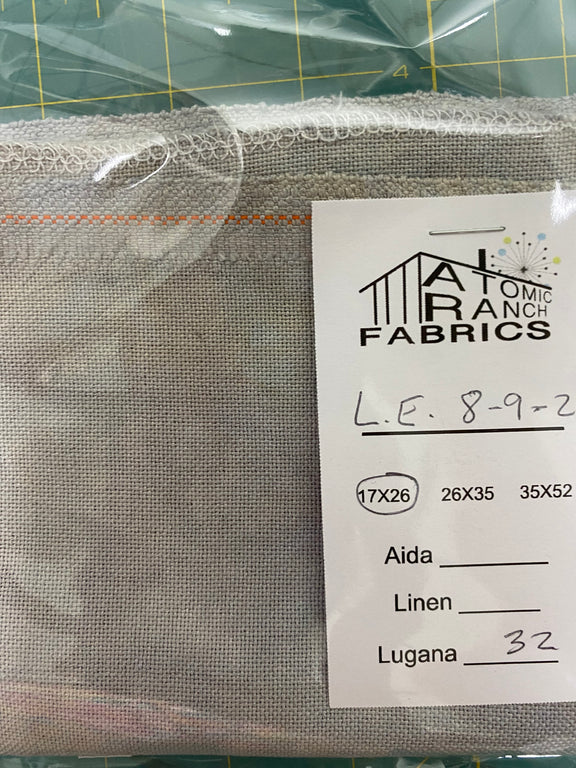 4
ATOMIC
RANCH
FABRICS
L.E. 8-9-2
17X26 26X35 35X52
Aida
Linen
Lugana 32